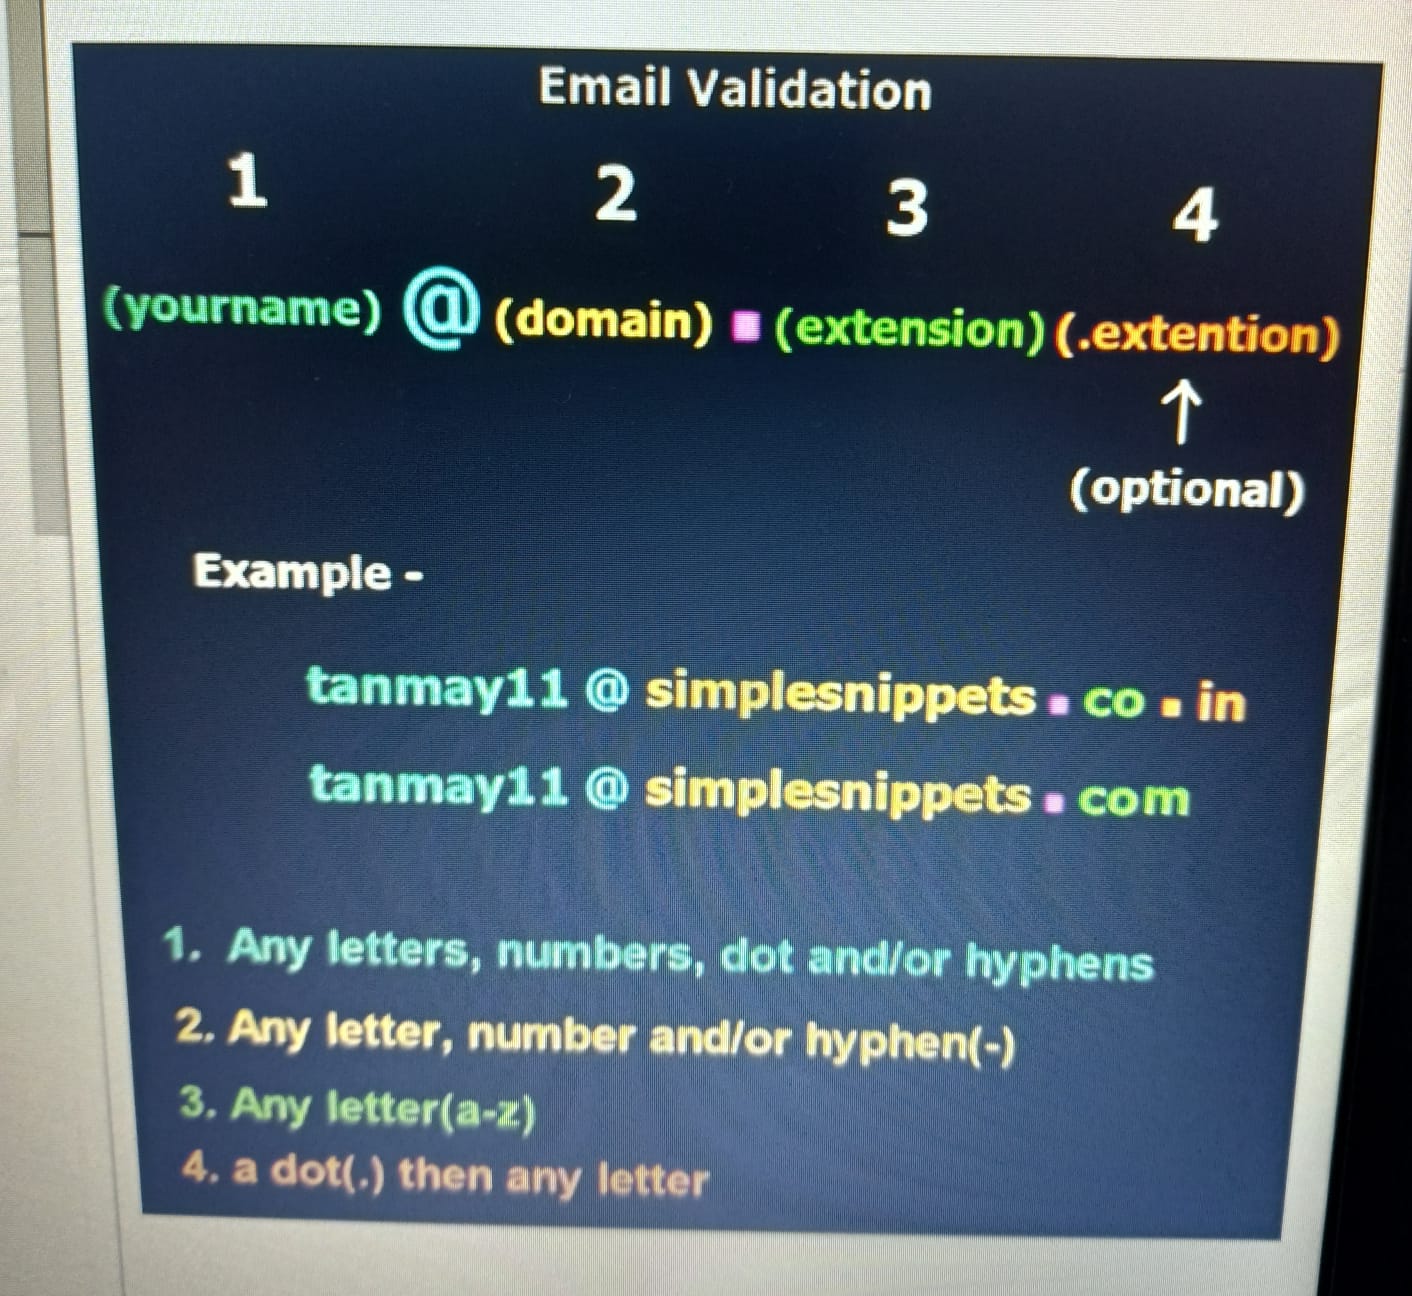 Email Validation
1 2 3 4
(yourname) @ (domain) . (extension) (.extention)
↑
(optional)
Example -
tanmay11 @ simplesnippets . co . in
tanmay11 @ simplesnippets . com
1. Any letters, numbers, dot and/or hyphens
2. Any letter, number and/or hyphen(-)
3. Any letter(a-z)
4. a dot(.) then any letter